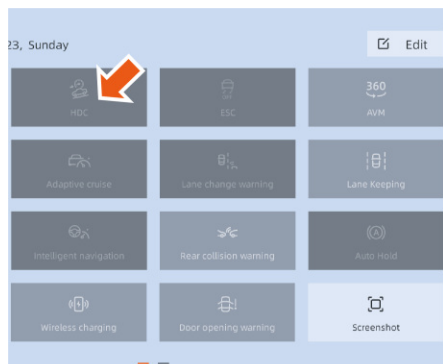 23, Sunday
Edit
HDC
ESC
360
AVM
Adaptive cruise
Lane change warning
Lane Keeping
Intelligent navigation
Rear collision warning
(A)
Auto Hold
Wireless charging
Door opening warning
Screenshot